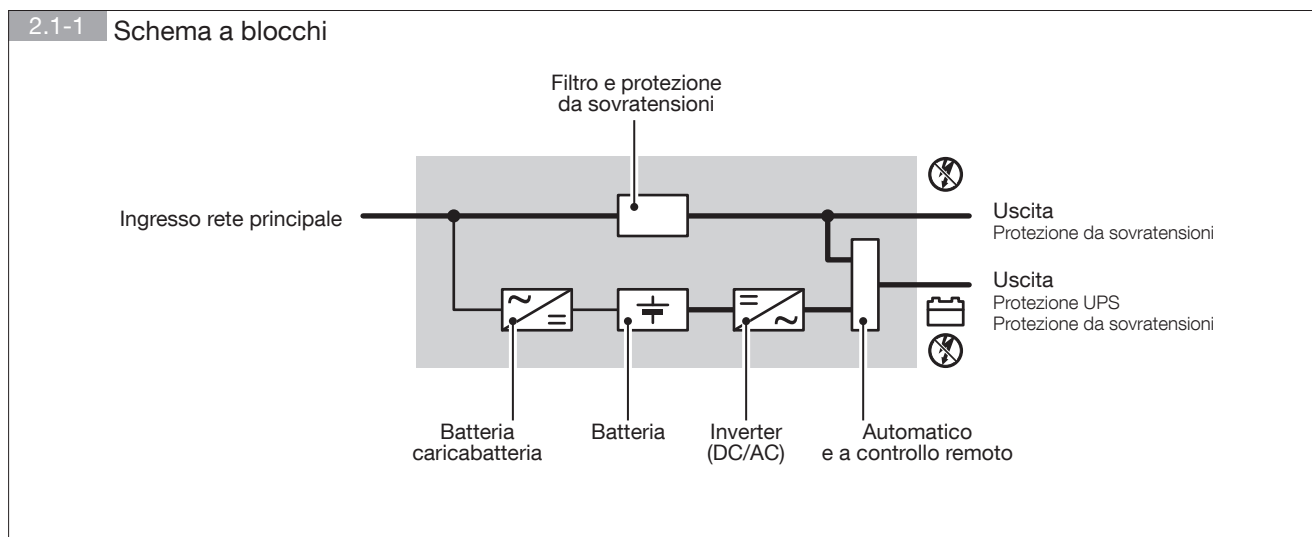 2.1-1 Schema a blocchi
Filtro e protezione
da sovratensioni
Ingresso rete principale
Uscita
Protezione da sovratensioni
Uscita
Protezione UPS
Protezione da sovratensioni
Batteria
caricabatteria
Batteria
Inverter
(DC/AC)
Automatico
e a controllo remoto